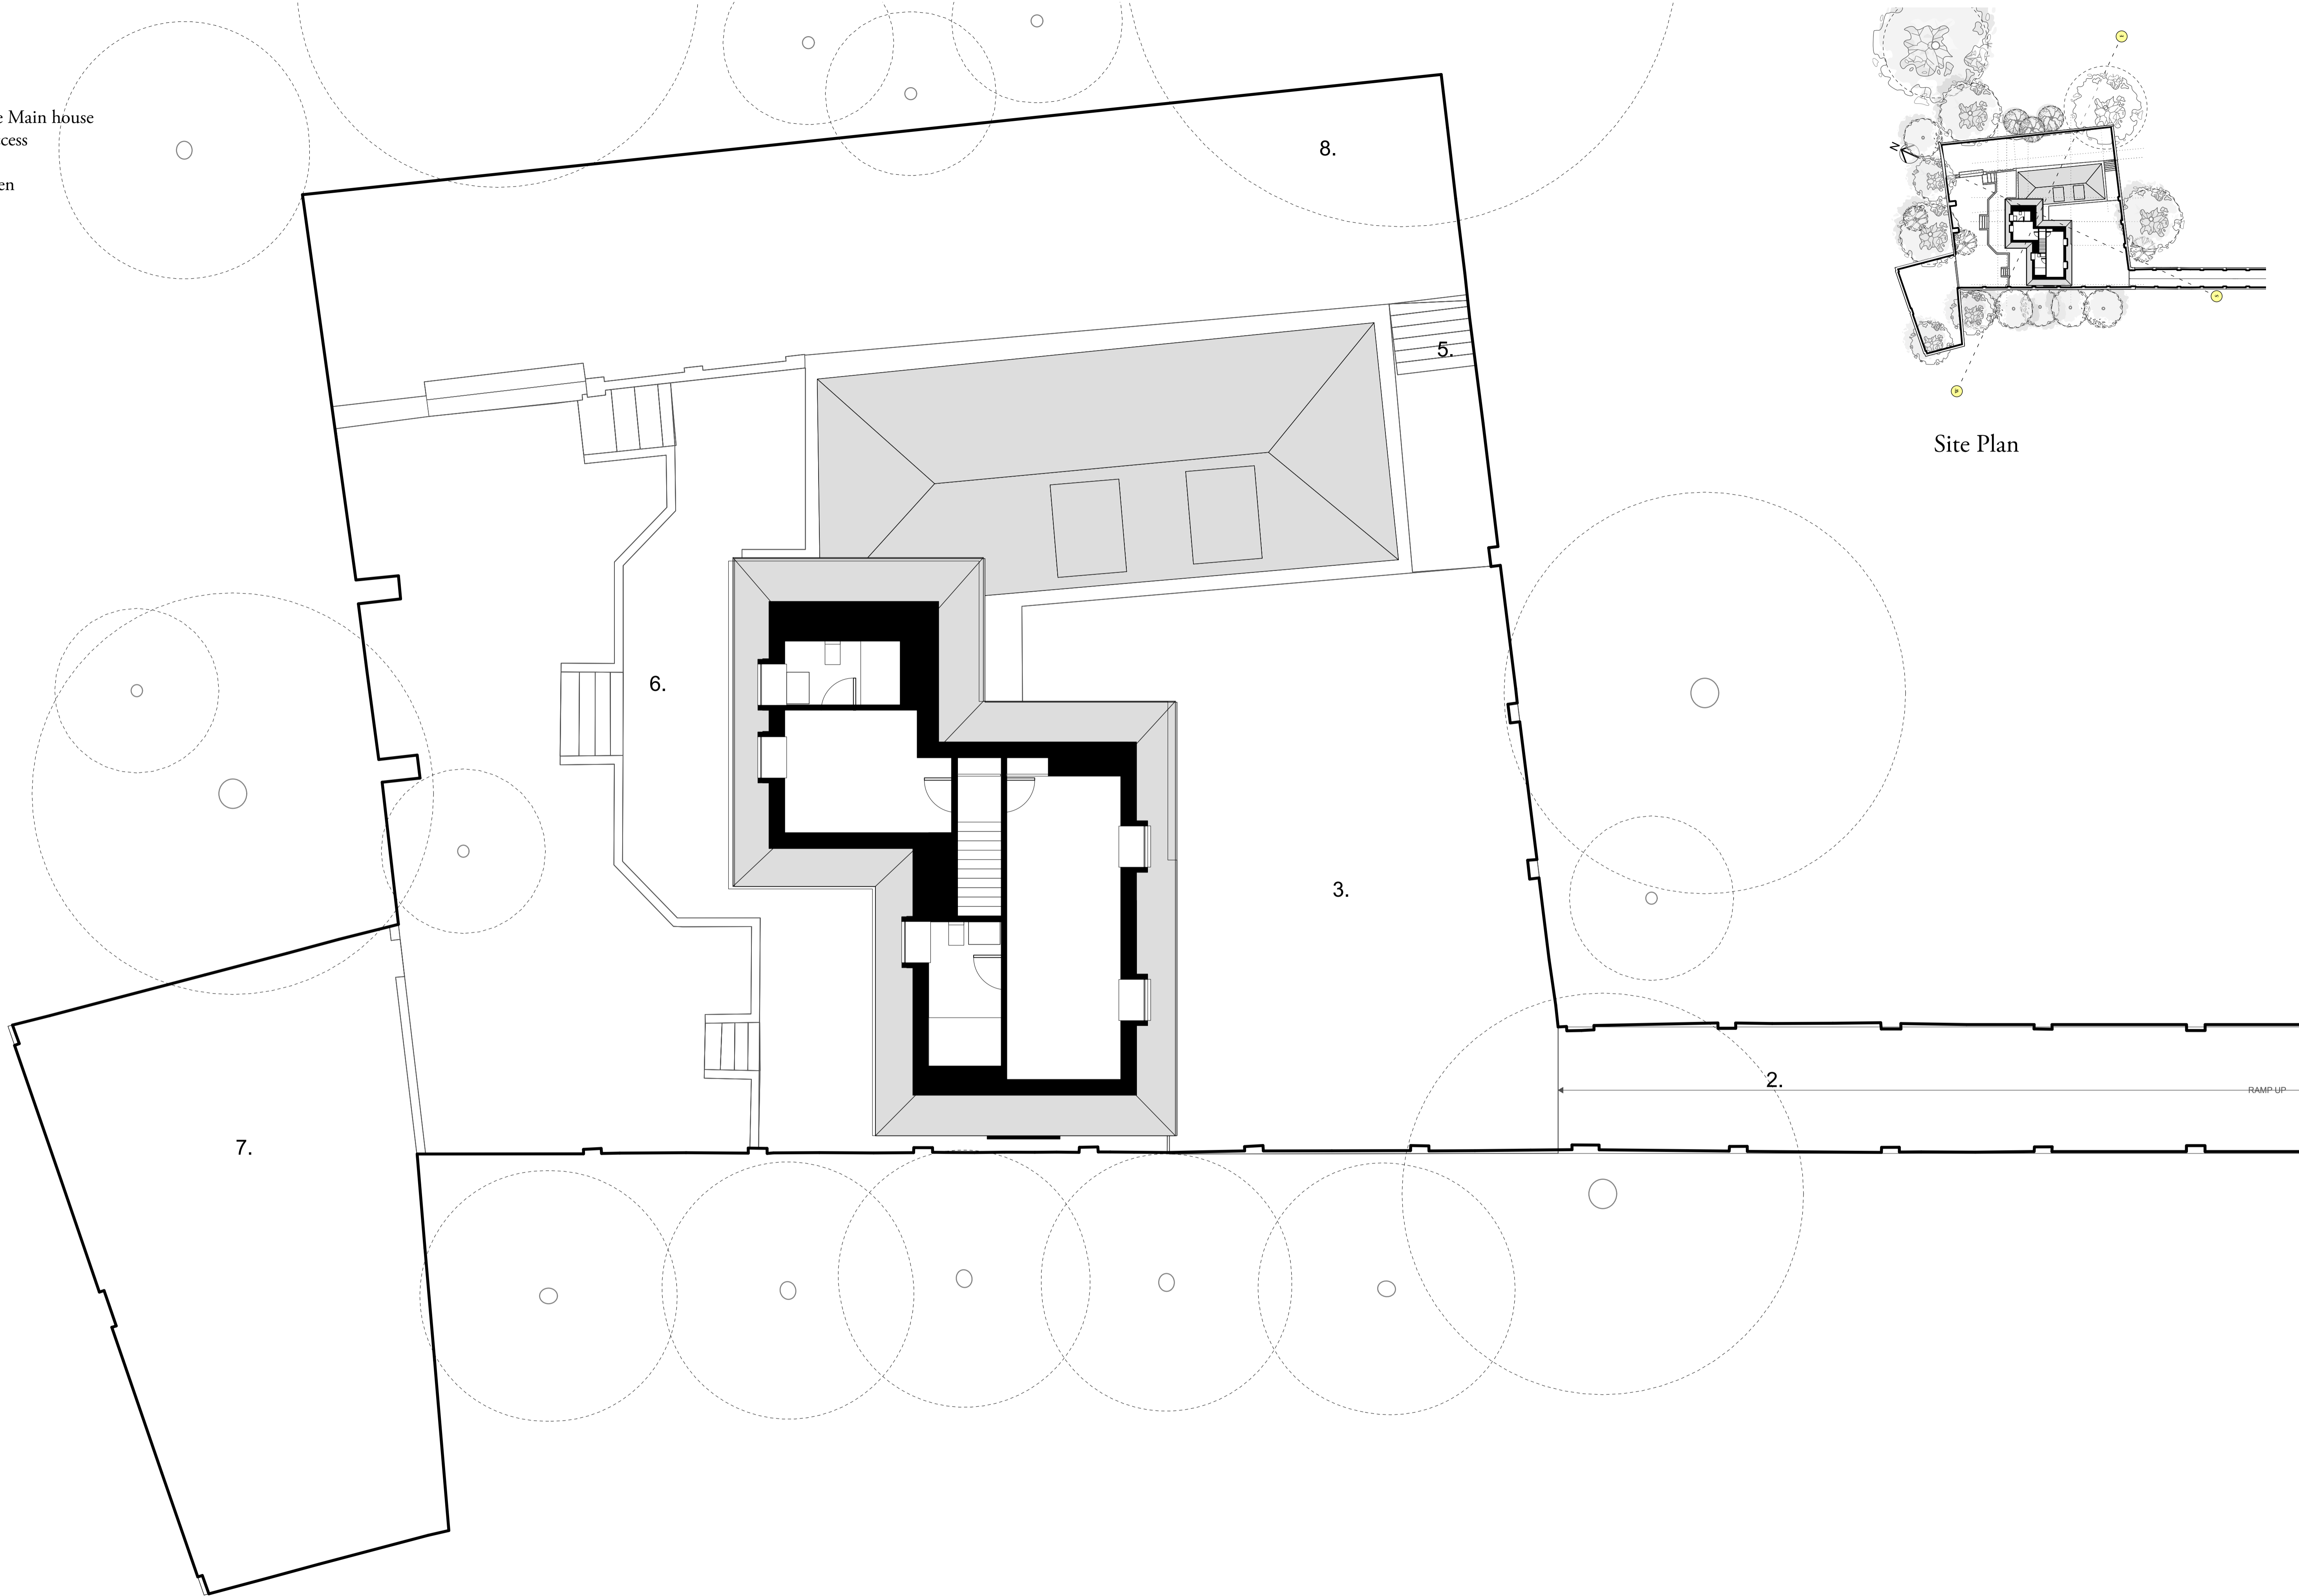 e Main house
cess
en
8.
N
5.
Site Plan
6.
3.
2.
RAMP UP
7.